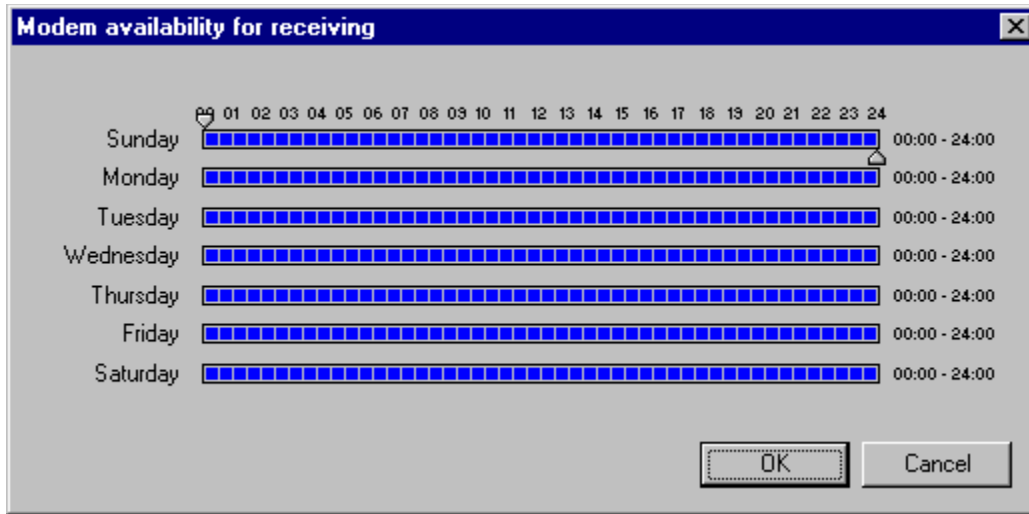 Modem availability for receiving
00 01 02 03 04 05 06 07 08 09 10 11 12 13 14 15 16 17 18 19 20 21 22 23 24
Sunday 00:00 - 24:00
Monday 00:00 - 24:00
Tuesday 00:00 - 24:00
Wednesday 00:00 - 24:00
Thursday 00:00 - 24:00
Friday 00:00 - 24:00
Saturday 00:00 - 24:00
OK Cancel